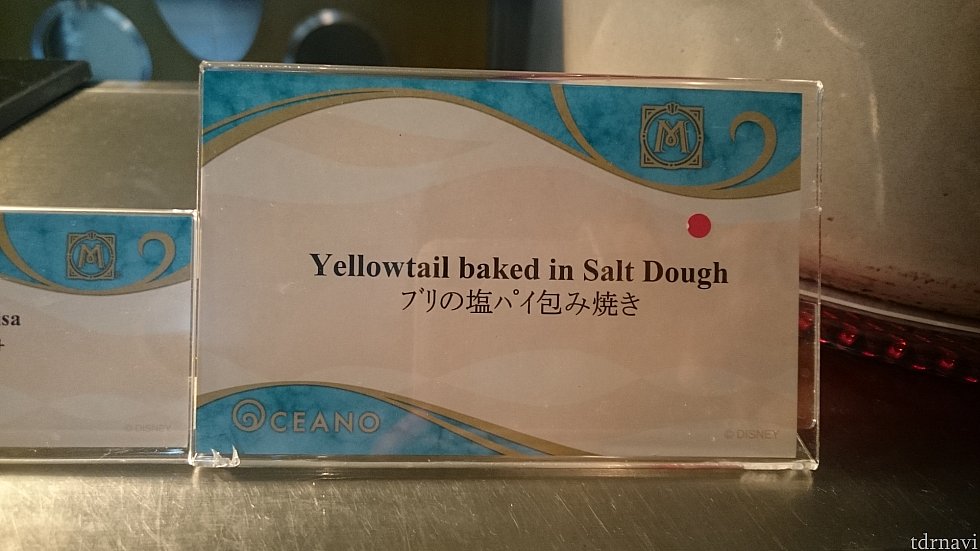 M
Yellowtail baked in Salt Dough
ブリの塩パイ包み焼き
OCEANO
© DISNEY
M
sa
© DISNEY
tdrnavi